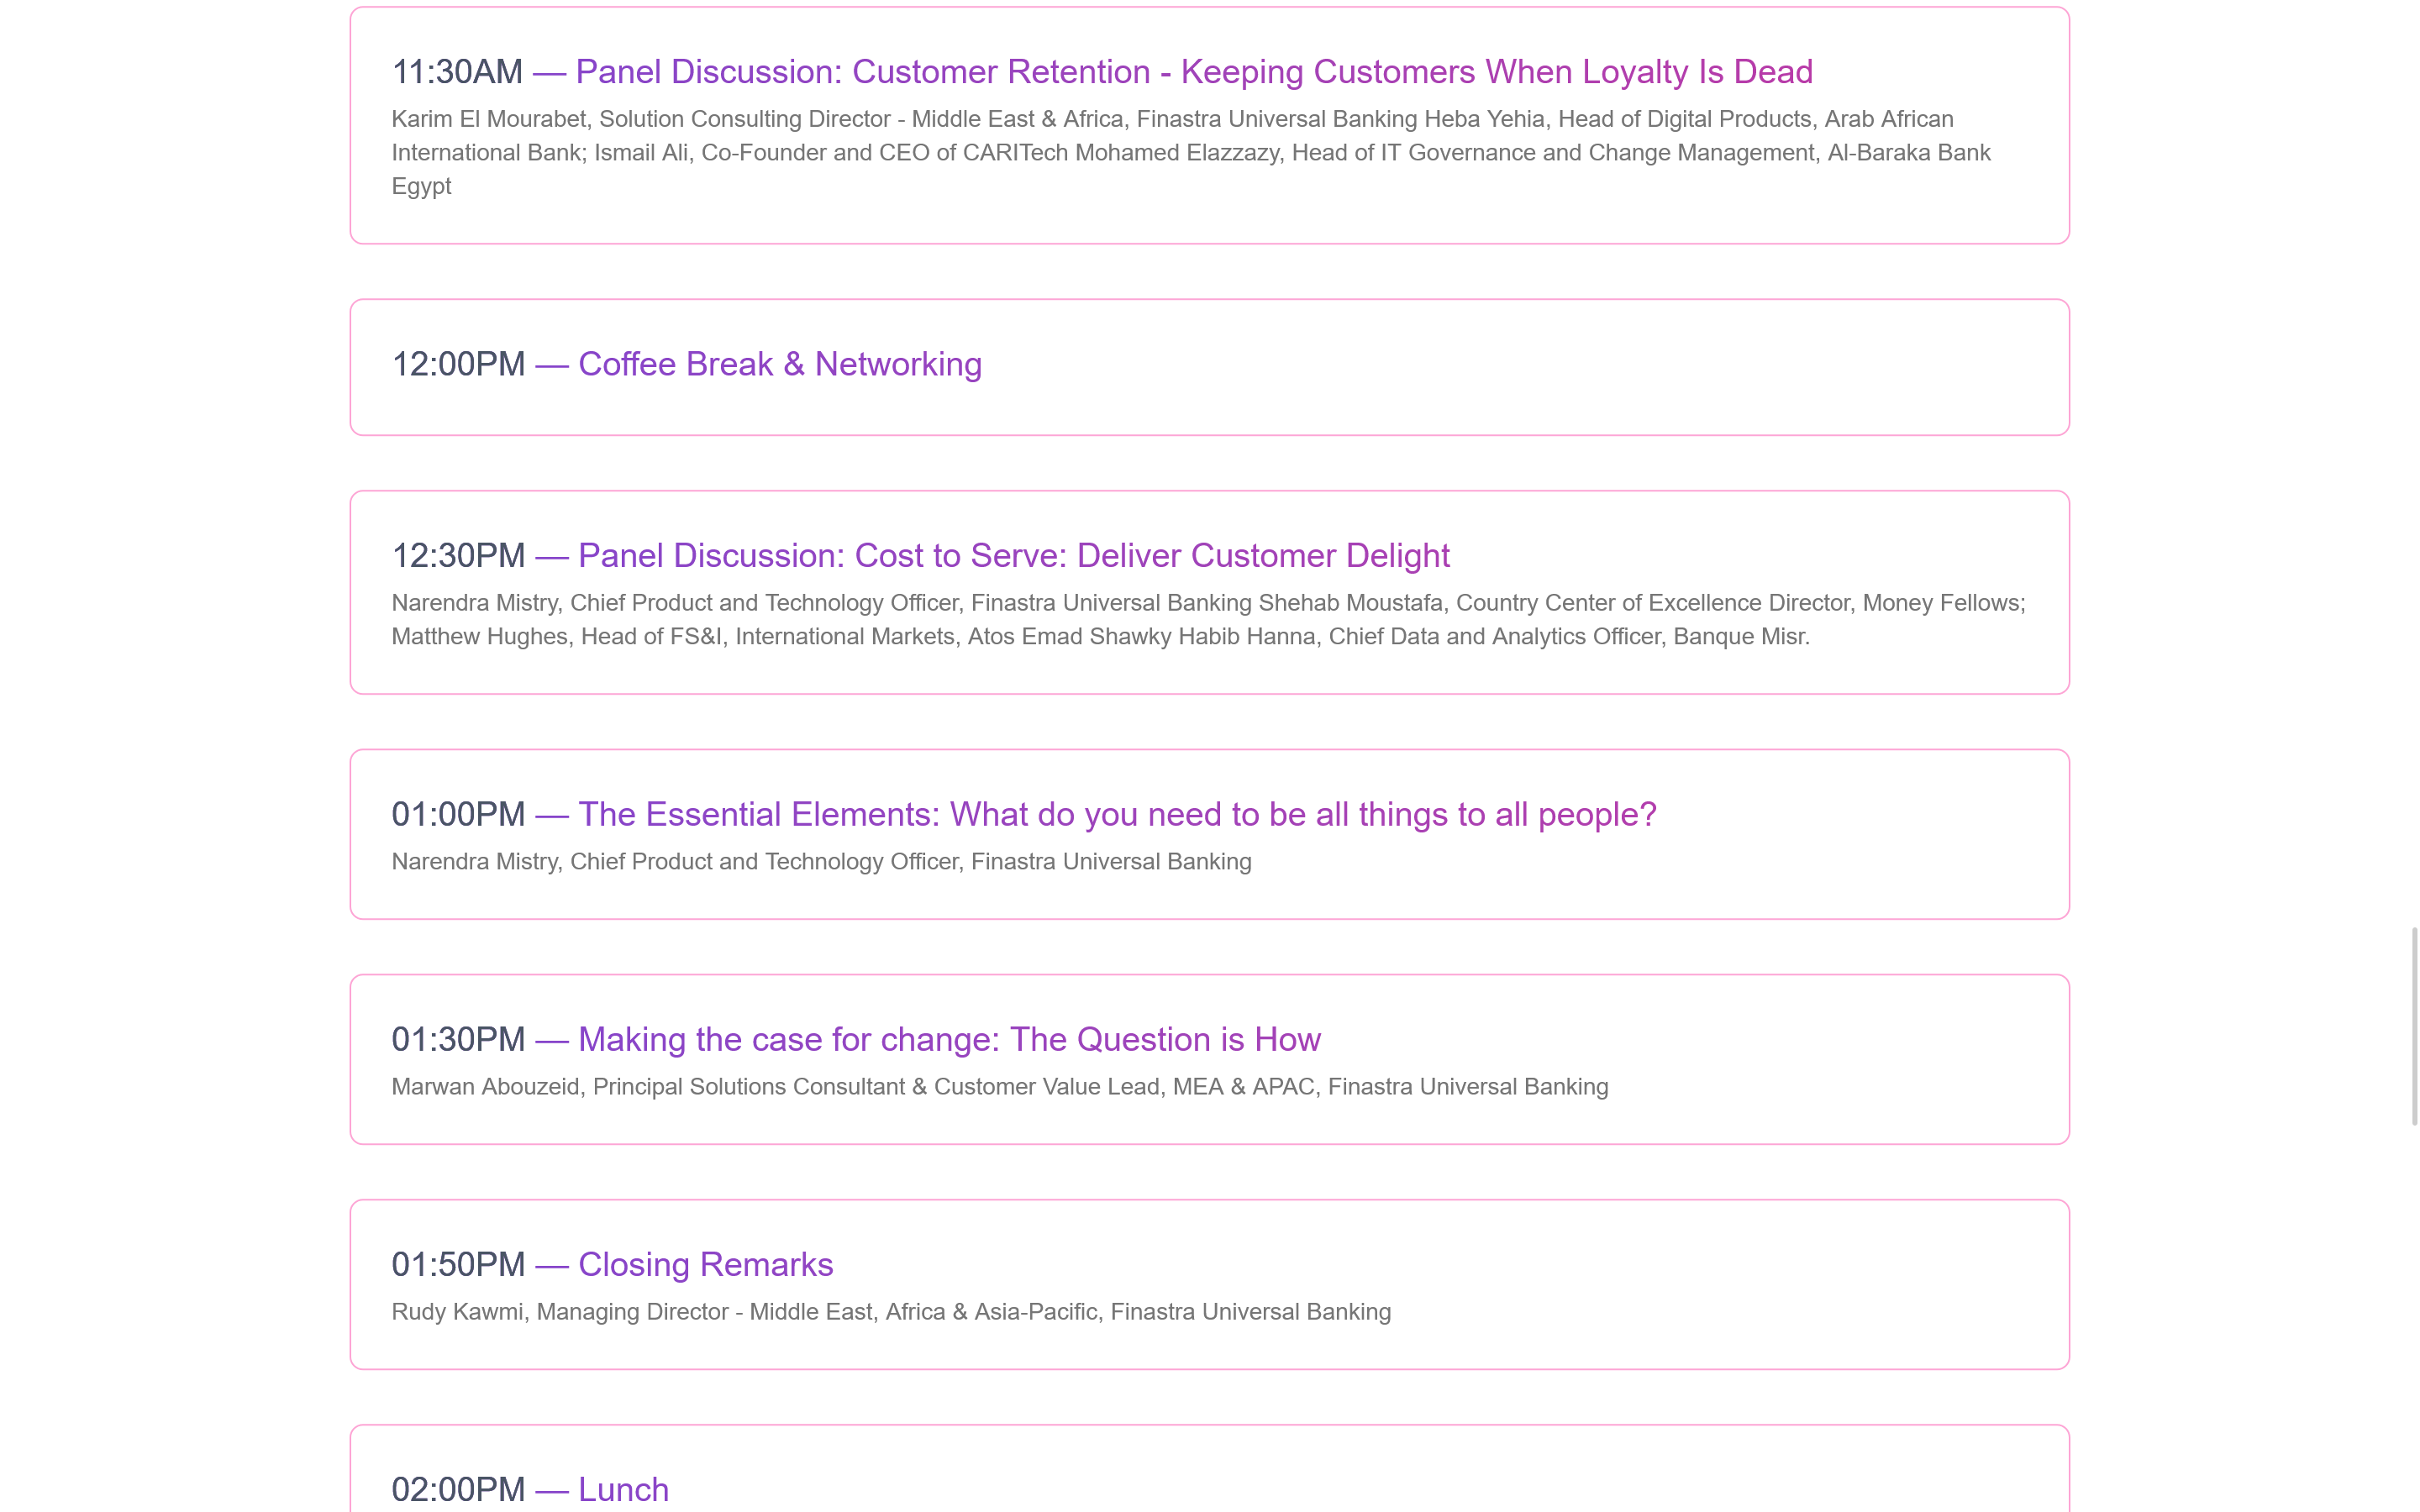 11:30AM — Panel Discussion: Customer Retention - Keeping Customers When Loyalty Is Dead
Karim El Mourabet, Solution Consulting Director - Middle East & Africa, Finastra Universal Banking Heba Yehia, Head of Digital Products, Arab African
International Bank; Ismail Ali, Co-Founder and CEO of CARITech Mohamed Elazzazy, Head of IT Governance and Change Management, Al-Baraka Bank
Egypt
12:00PM — Coffee Break & Networking
12:30PM — Panel Discussion: Cost to Serve: Deliver Customer Delight
Narendra Mistry, Chief Product and Technology Officer, Finastra Universal Banking Shehab Moustafa, Country Center of Excellence Director, Money Fellows;
Matthew Hughes, Head of FS&I, International Markets, Atos Emad Shawky Habib Hanna, Chief Data and Analytics Officer, Banque Misr.
01:00PM — The Essential Elements: What do you need to be all things to all people?
Narendra Mistry, Chief Product and Technology Officer, Finastra Universal Banking
01:30PM — Making the case for change: The Question is How
Marwan Abouzeid, Principal Solutions Consultant & Customer Value Lead, MEA & APAC, Finastra Universal Banking
01:50PM — Closing Remarks
Rudy Kawmi, Managing Director - Middle East, Africa & Asia-Pacific, Finastra Universal Banking
02:00PM — Lunch